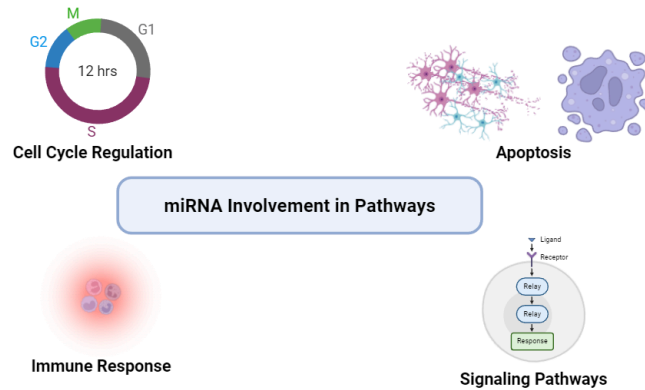 M
G1
G2
12 hrs
S
Cell Cycle Regulation
Apoptosis
miRNA Involvement in Pathways
Immune Response
Ligand
Receptor
Relay
Relay
Response
Signaling Pathways